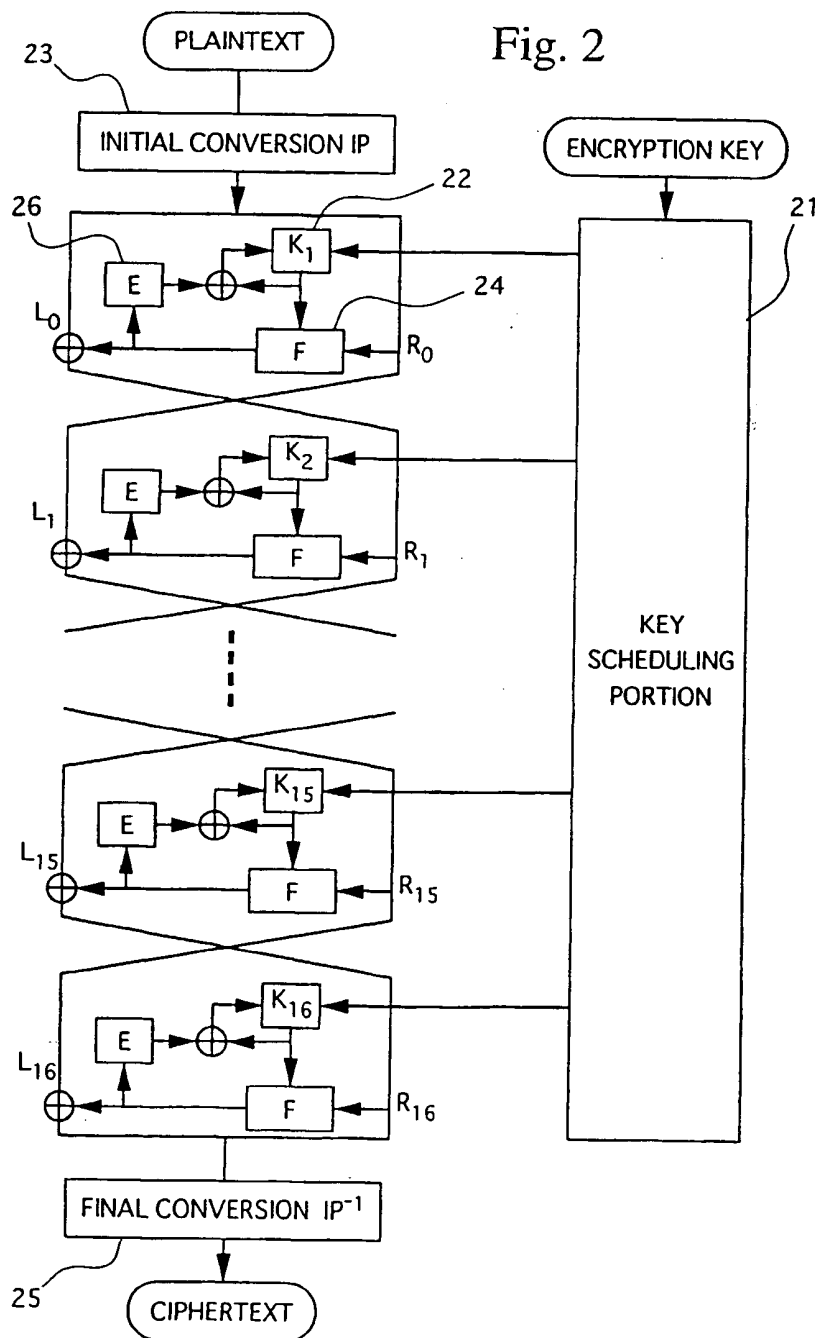 Fig. 2
PLAINTEXT
23
INITIAL CONVERSION IP
ENCRYPTION KEY
22
21
26
K₁
E
24
L₀
F
R₀
K₂
E
L₁
F
R₁
KEY
SCHEDULING
PORTION
K₁₅
E
L₁₅
F
R₁₅
K₁₆
E
L₁₆
F
R₁₆
FINAL CONVERSION IP⁻¹
25
CIPHERTEXT